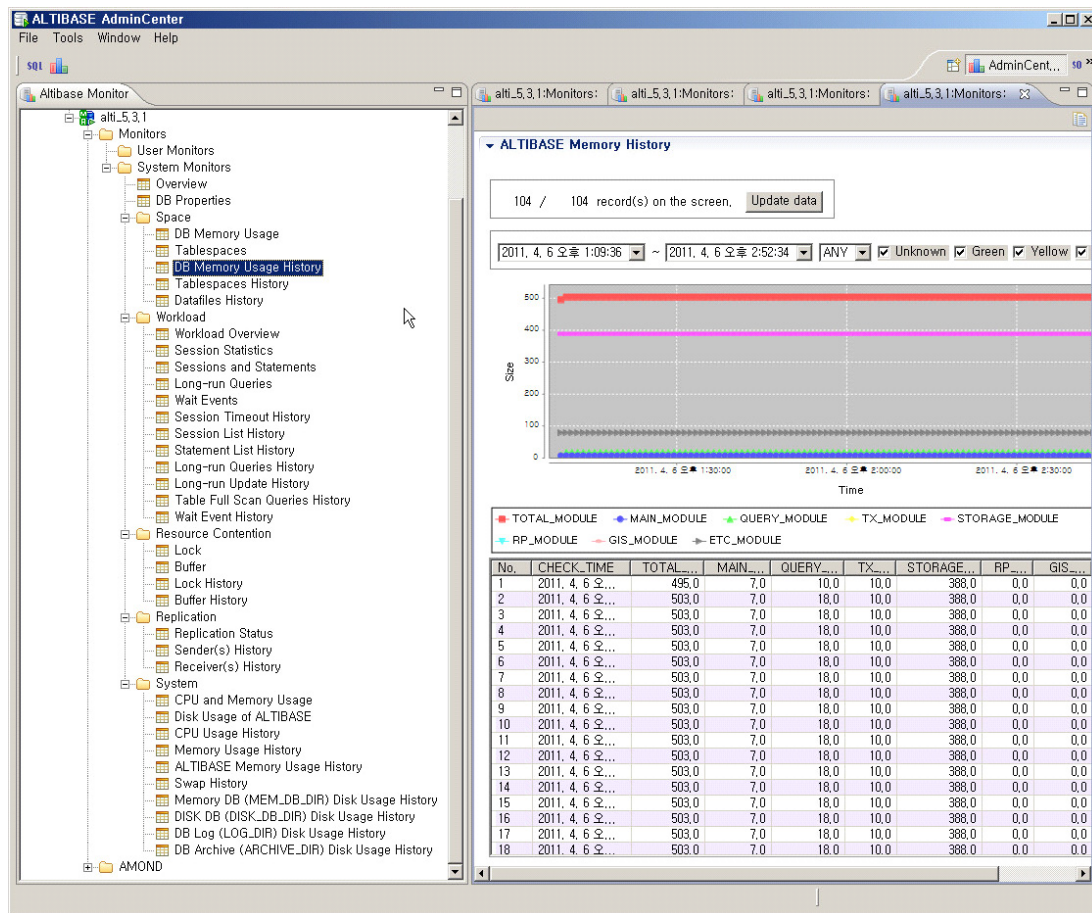 ALTIBASE AdminCenter
File Tools Window Help
SQL
AdminCent...
Altibase Monitor
alti_5.3.1
Monitors
User Monitors
System Monitors
Overview
DB Properties
Space
DB Memory Usage
Tablespaces
DB Memory Usage History
Tablespaces History
Datafiles History
Workload
Workload Overview
Session Statistics
Sessions and Statements
Long-run Queries
Wait Events
Session Timeout History
Session List History
Statement List History
Long-run Queries History
Long-run Update History
Table Full Scan Queries History
Wait Event History
Resource Contention
Lock
Buffer
Lock History
Buffer History
Replication
Replication Status
Sender(s) History
Receiver(s) History
System
CPU and Memory Usage
Disk Usage of ALTIBASE
CPU Usage History
Memory Usage History
ALTIBASE Memory Usage History
Swap History
Memory DB (MEM_DB_DIR) Disk Usage History
DISK DB (DISK_DB_DIR) Disk Usage History
DB Log (LOG_DIR) Disk Usage History
DB Archive (ARCHIVE_DIR) Disk Usage History
AMOND
alti_5.3.1:Monitors: alti_5.3.1:Monitors: alti_5.3.1:Monitors: alti_5.3.1:Monitors:
ALTIBASE Memory History
104 / 104 record(s) on the screen. Update data
2011. 4. 6 오후 1:09:36 ~ 2011. 4. 6 오후 2:52:34 ANY Unknown Green Yellow
500
400
300
200
100
0
Size
2011. 4. 6 오후 1:30:00 2011. 4. 6 오후 2:00:00 2011. 4. 6 오후 2:30:00
Time
TOTAL_MODULE MAIN_MODULE QUERY_MODULE TX_MODULE STORAGE_MODULE
RP_MODULE GIS_MODULE ETC_MODULE
No. CHECK_TIME TOTAL_... MAIN_... QUERY_... TX_... STORAGE... RP_... GIS_...
1 2011. 4. 6 오... 495.0 7.0 10.0 10.0 388.0 0.0 0.0
2 2011. 4. 6 오... 503.0 7.0 18.0 10.0 388.0 0.0 0.0
3 2011. 4. 6 오... 503.0 7.0 18.0 10.0 388.0 0.0 0.0
4 2011. 4. 6 오... 503.0 7.0 18.0 10.0 388.0 0.0 0.0
5 2011. 4. 6 오... 503.0 7.0 18.0 10.0 388.0 0.0 0.0
6 2011. 4. 6 오... 503.0 7.0 18.0 10.0 388.0 0.0 0.0
7 2011. 4. 6 오... 503.0 7.0 18.0 10.0 388.0 0.0 0.0
8 2011. 4. 6 오... 503.0 7.0 18.0 10.0 388.0 0.0 0.0
9 2011. 4. 6 오... 503.0 7.0 18.0 10.0 388.0 0.0 0.0
10 2011. 4. 6 오... 503.0 7.0 18.0 10.0 388.0 0.0 0.0
11 2011. 4. 6 오... 503.0 7.0 18.0 10.0 388.0 0.0 0.0
12 2011. 4. 6 오... 503.0 7.0 18.0 10.0 388.0 0.0 0.0
13 2011. 4. 6 오... 503.0 7.0 18.0 10.0 388.0 0.0 0.0
14 2011. 4. 6 오... 503.0 7.0 18.0 10.0 388.0 0.0 0.0
15 2011. 4. 6 오... 503.0 7.0 18.0 10.0 388.0 0.0 0.0
16 2011. 4. 6 오... 503.0 7.0 18.0 10.0 388.0 0.0 0.0
17 2011. 4. 6 오... 503.0 7.0 18.0 10.0 388.0 0.0 0.0
18 2011. 4. 6 오... 503.0 7.0 18.0 10.0 388.0 0.0 0.0